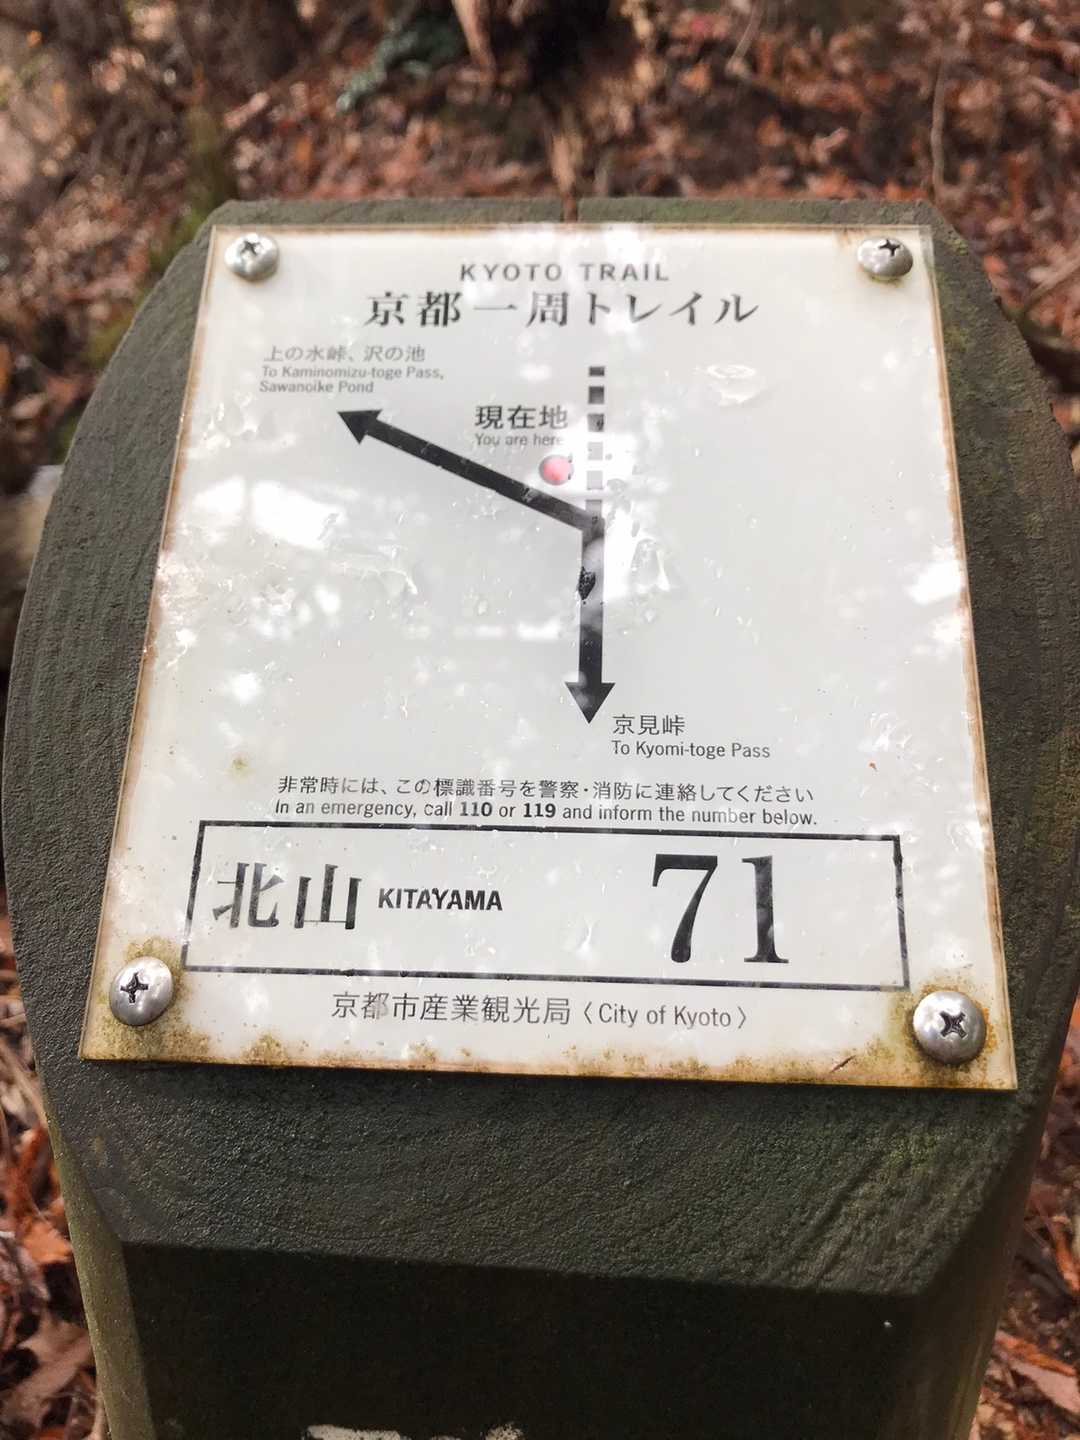 KYOTO TRAIL
京都一周トレイル
上の水峠、沢の池
To Kaminomizu-toge Pass,
Sawanoike Pond
現在地
You are here
京見峠
To Kyomi-toge Pass
非常時には、この標識番号を警察・消防に連絡してください
In an emergency, call 110 or 119 and inform the number below.
北山 KITAYAMA 71
京都市産業観光局〈City of Kyoto〉